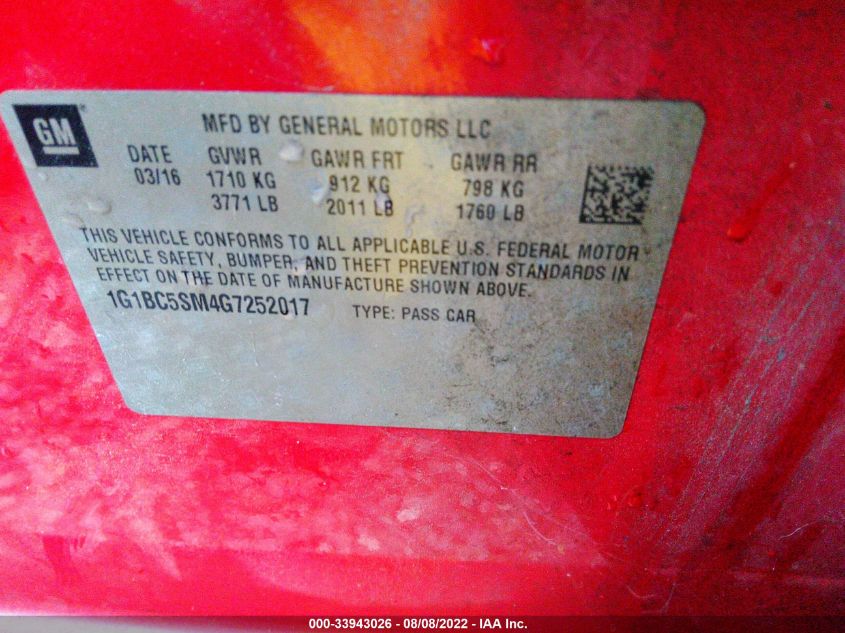 GM
MFD BY GENERAL MOTORS LLC
DATE GVWR GAWR FRT GAWR RR
03/16 1710 KG 912 KG 798 KG
3771 LB 2011 LB 1760 LB
THIS VEHICLE CONFORMS TO ALL APPLICABLE U.S. FEDERAL MOTOR
VEHICLE SAFETY, BUMPER, AND THEFT PREVENTION STANDARDS IN
EFFECT ON THE DATE OF MANUFACTURE SHOWN ABOVE.
1G1BC5SM4G7252017 TYPE: PASS CAR
000-33943026 - 08/08/2022 - IAA Inc.